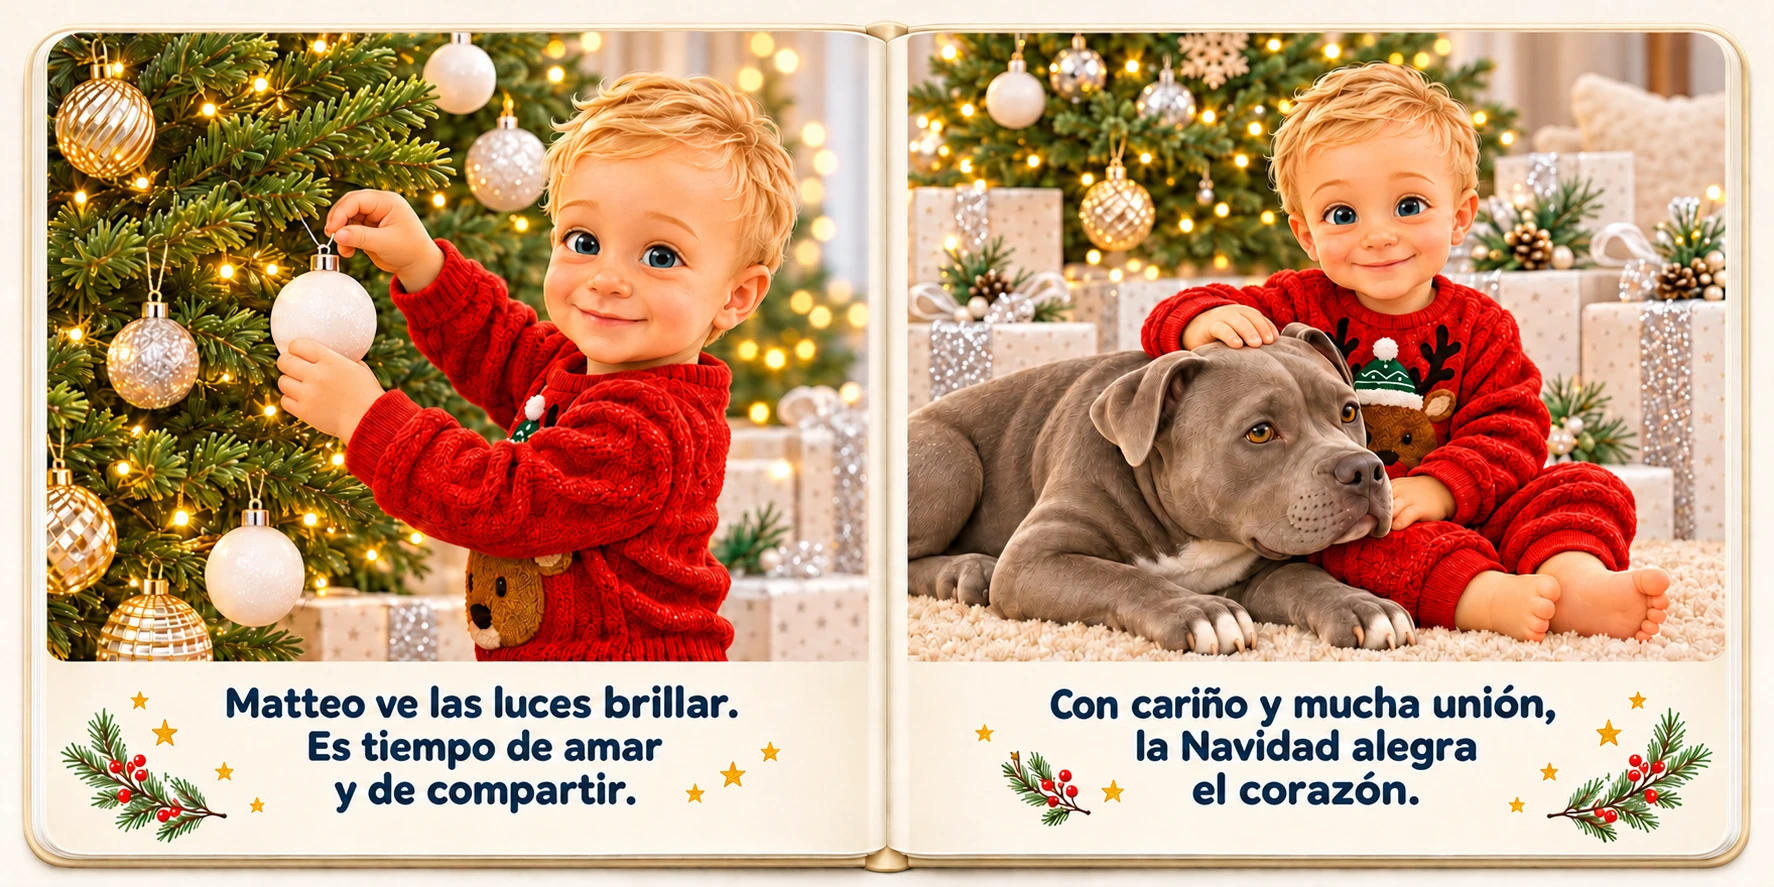 Matteo ve las luces brillar.
Es tiempo de amar
y de compartir.
Con cariño y mucha unión,
la Navidad alegra
el corazón.